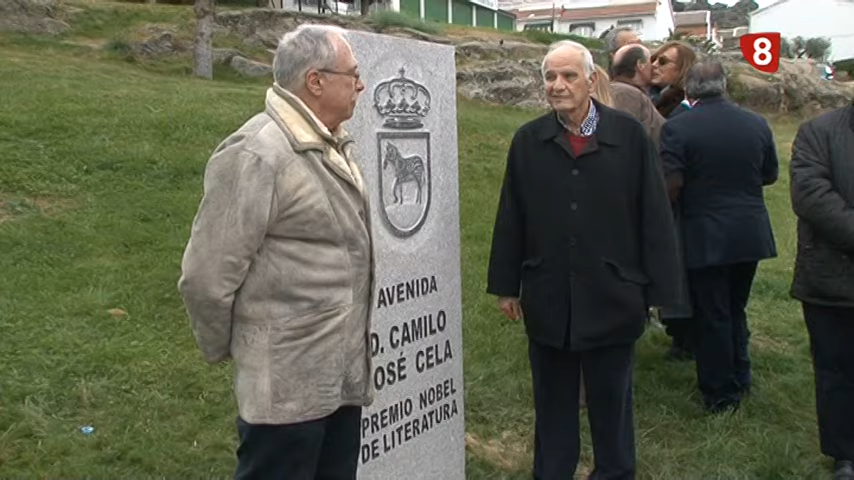 8
AVENIDA
D. CAMILO
JOSÉ CELA
PREMIO NOBEL
DE LITERATURA